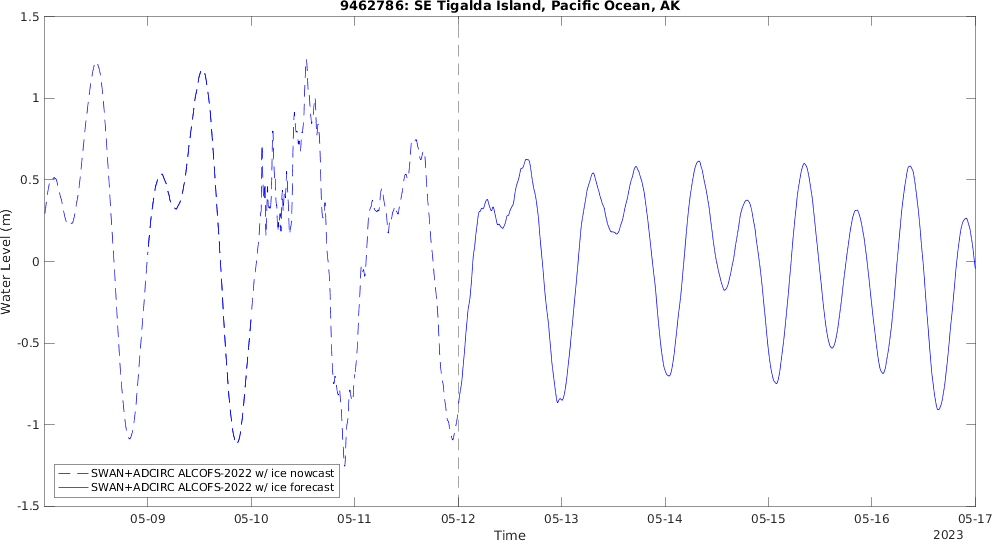 9462786: SE Tigalda Island, Pacific Ocean, AK
1.5
1
0.5
0
-0.5
-1
-1.5
Water Level (m)
SWAN+ADCIRC ALCOFS-2022 w/ ice nowcast
SWAN+ADCIRC ALCOFS-2022 w/ ice forecast
05-09 05-10 05-11 05-12 05-13 05-14 05-15 05-16 05-17
Time
2023